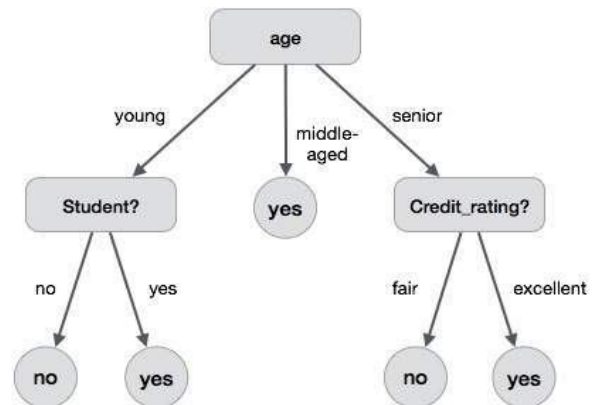 age
young
middle-
aged
senior
Student?
yes
Credit_rating?
no
yes
fair
excellent
no
yes
no
yes